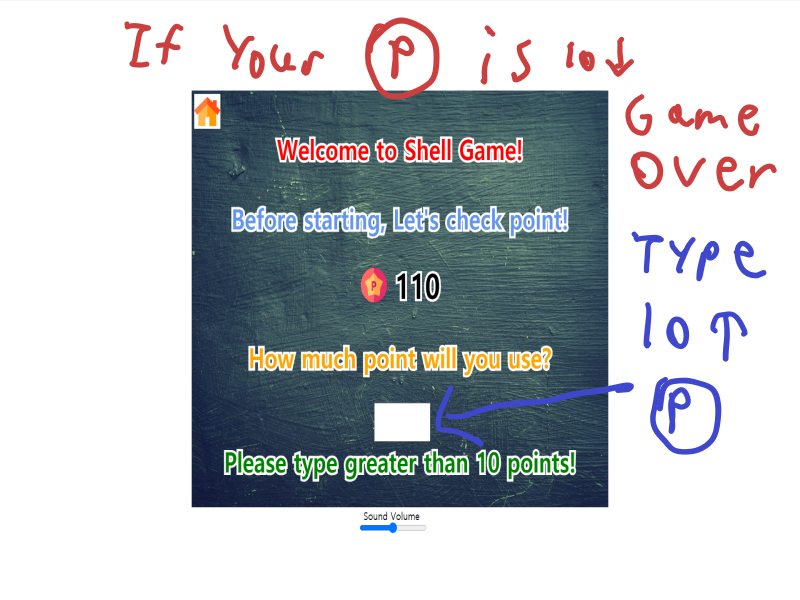 If Your P is 10↓
Game
Over
Welcome to Shell Game!
Before starting, Let's check point!
P 110
How much point will you use?
Type
10↑
P
Please type greater than 10 points!
Sound Volume